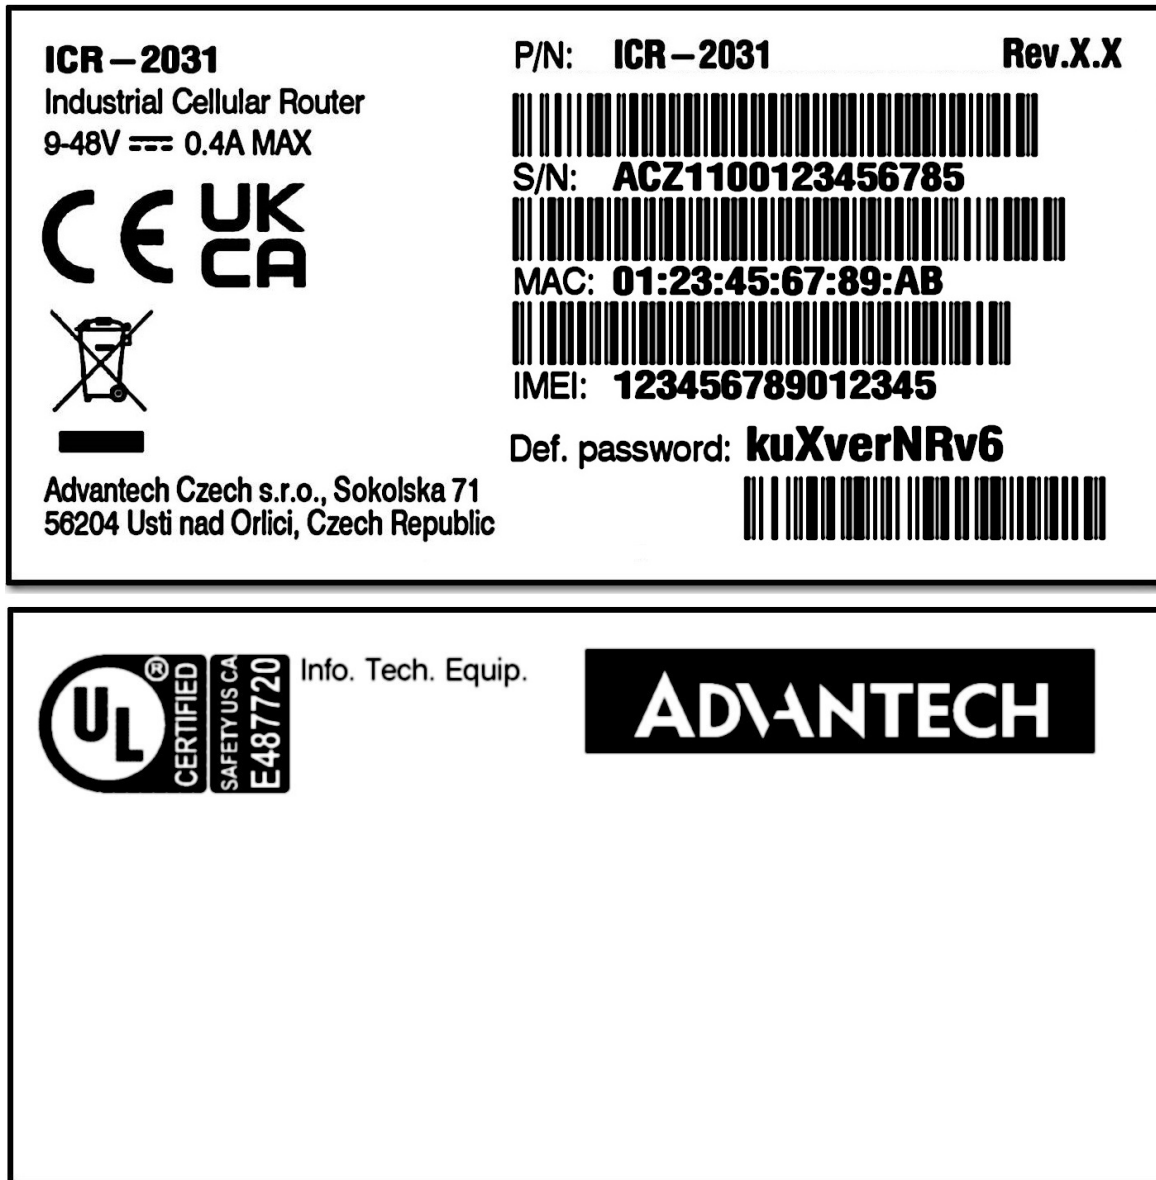 ICR-2031
Industrial Cellular Router
9-48V 0.4A MAX
CE UK
CA
Advantech Czech s.r.o., Sokolska 71
56204 Usti nad Orlici, Czech Republic
P/N: ICR-2031 Rev.X.X
S/N: ACZ1100123456785
MAC: 01:23:45:67:89:AB
IMEI: 123456789012345
Def. password: kuXverNRv6
UL ®
CERTIFIED
SAFETY US CA
E487720
Info. Tech. Equip.
ADVANTECH